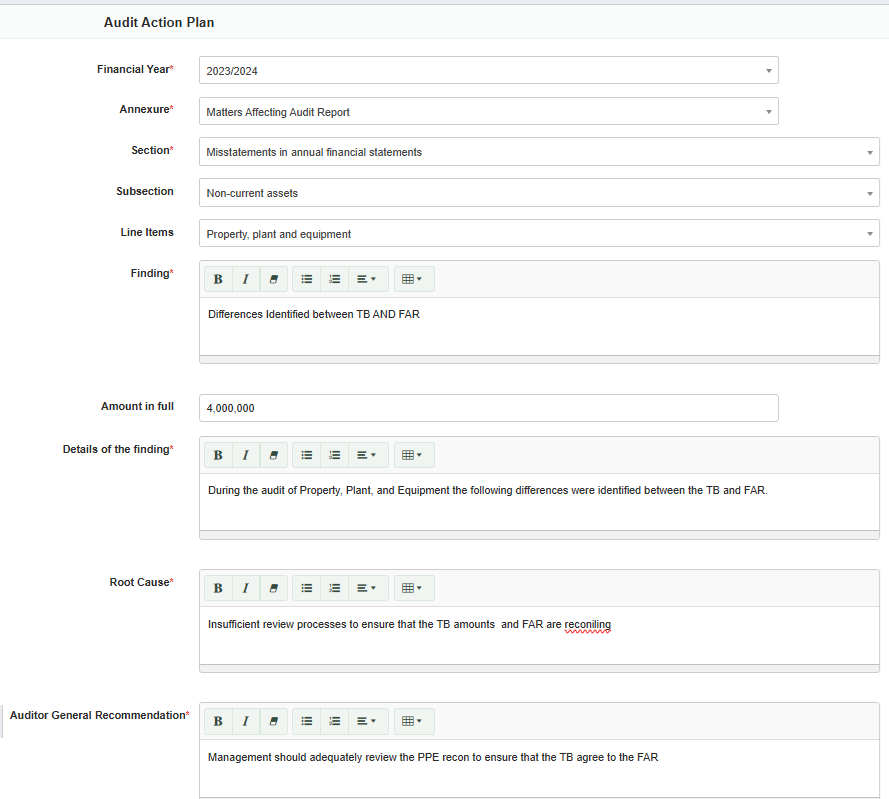 Audit Action Plan
Financial Year*
2023/2024
Annexure*
Matters Affecting Audit Report
Section*
Misstatements in annual financial statements
Subsection
Non-current assets
Line Items
Property, plant and equipment
Finding*
B I
Differences Identified between TB AND FAR
Amount in full
4,000,000
Details of the finding*
B I
During the audit of Property, Plant, and Equipment the following differences were identified between the TB and FAR.
Root Cause*
B I
Insufficient review processes to ensure that the TB amounts  and FAR are reconiling
Auditor General Recommendation*
B I
Management should adequately review the PPE recon to ensure that the TB agree to the FAR